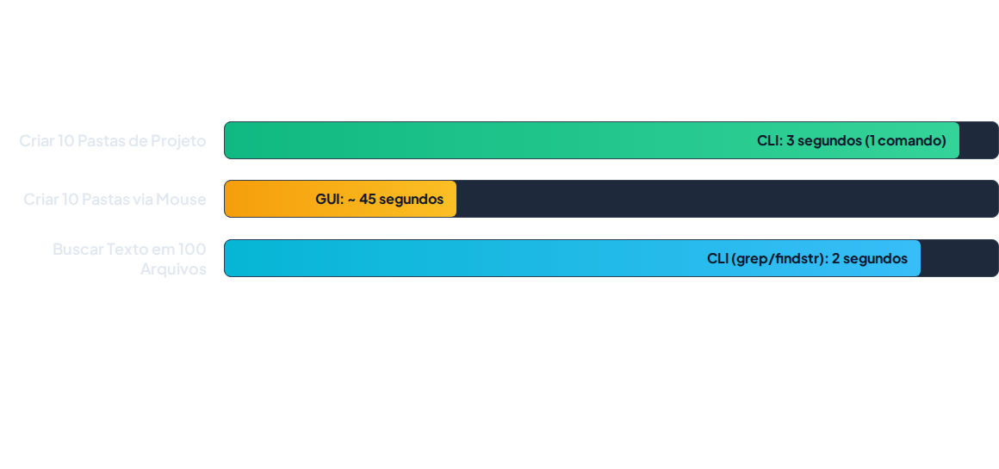 Criar 10 Pastas de Projeto
CLI: 3 segundos (1 comando)
Criar 10 Pastas via Mouse
GUI: ~ 45 segundos
Buscar Texto em 100
Arquivos
CLI (grep/findstr): 2 segundos